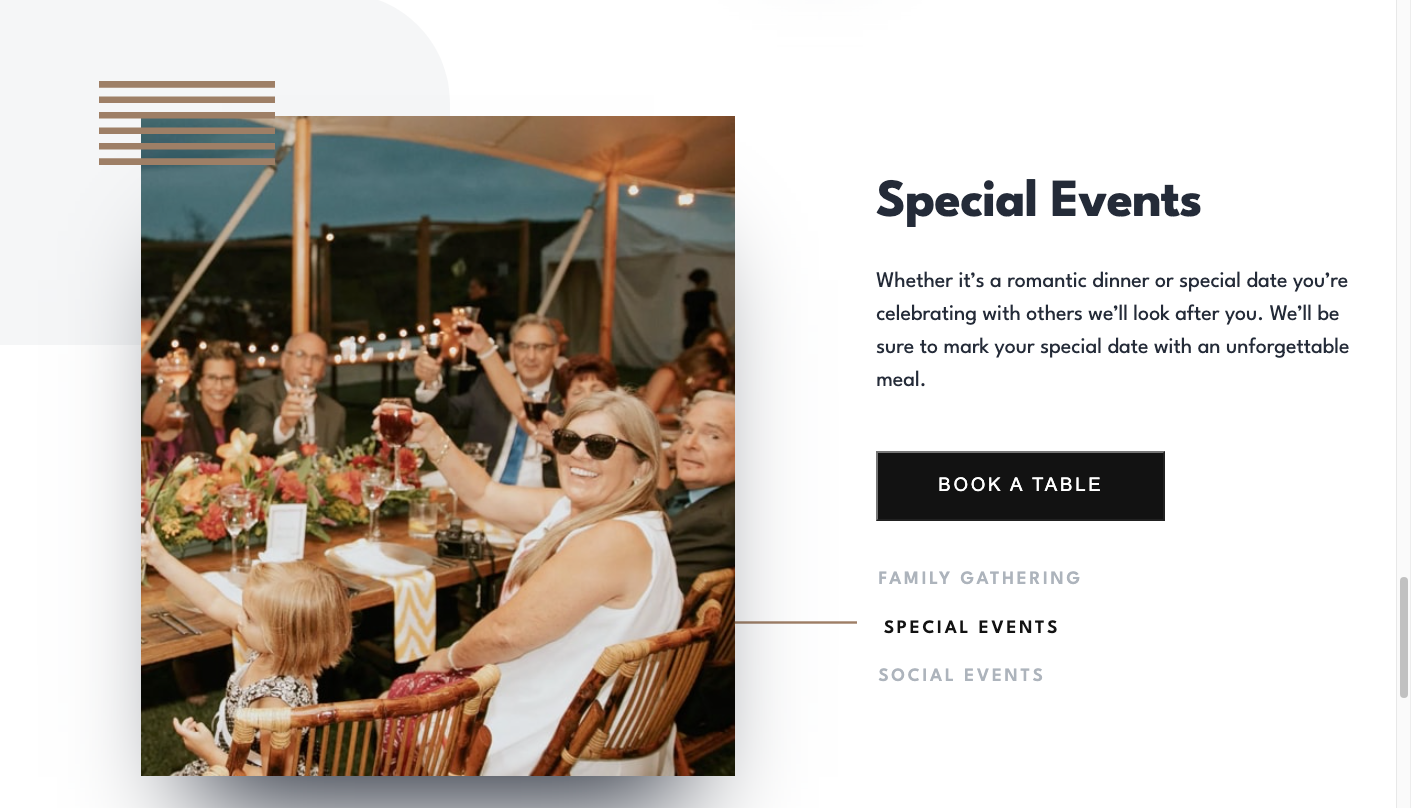 Special Events
Whether it’s a romantic dinner or special date you’re
celebrating with others we’ll look after you. We’ll be
sure to mark your special date with an unforgettable
meal.
BOOK A TABLE
FAMILY GATHERING
SPECIAL EVENTS
SOCIAL EVENTS